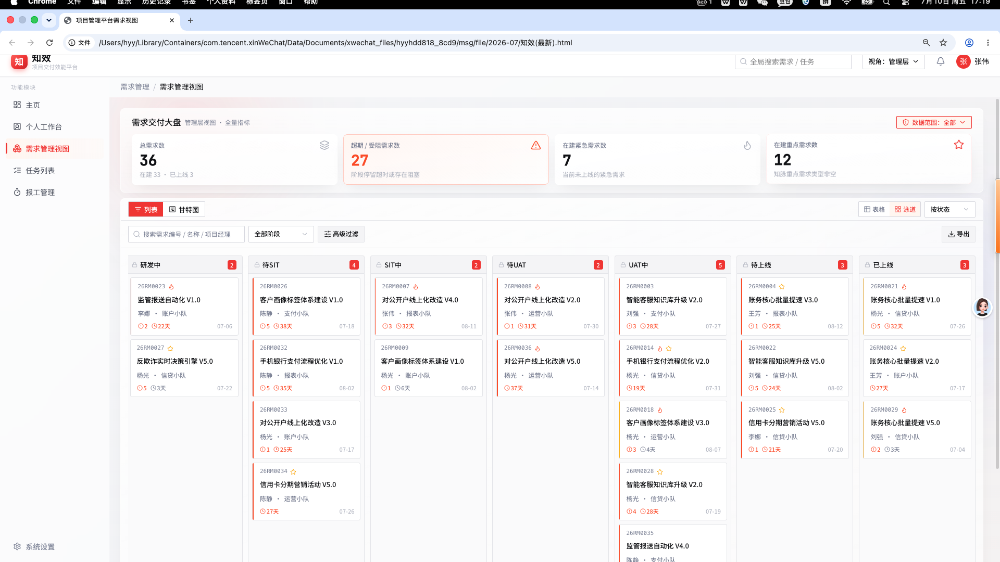 Chrome 文件 编辑 显示 历史记录 书签 个人资料 标签页 窗口 帮助 7月10日 周五 17:19
项目管理平台需求视图
文件 /Users/hyy/Library/Containers/com.tencent.xinWeChat/Data/Documents/xwechat_files/hyyhdd818_8cd9/msg/file/2026-07/知效(最新).html
知 知效
项目交付效能平台
全局搜索需求 / 任务
视角：管理层
张 张伟
功能模块
主页
个人工作台
需求管理视图
任务列表
报工管理
系统设置
需求管理 / 需求管理视图
需求交付大盘 管理层视图 · 全量指标
数据范围：全部
总需求数
36
在建 33 · 已上线 3
超期 / 受阻需求数
27
阶段停留超时或存在阻塞
在建紧急需求数
7
当前未上线的紧急需求
在建重点需求数
12
知脉重点需求类型非空
列表 甘特图
表格 泳道 按状态
搜索需求编号 / 名称 / 项目经理
全部阶段
高级过滤
导出
研发中 2
26RM0023
监管报送自动化 V1.0
李娜 · 账户小队
2 22天 07-06
26RM0027
反欺诈实时决策引擎 V5.0
杨光 · 信贷小队
5 3天 07-22
待SIT 4
26RM0026
客户画像标签体系建设 V1.0
陈静 · 支付小队
5 38天 07-18
26RM0032
手机银行支付流程优化 V1.0
陈静 · 报表小队
5 35天 08-02
26RM0033
对公开户线上化改造 V3.0
杨光 · 账户小队
1 25天 07-17
26RM0034
信用卡分期营销活动 V5.0
陈静 · 运营小队
27天 07-26
SIT中 2
26RM0007
对公开户线上化改造 V4.0
张伟 · 报表小队
3 32天 08-11
26RM0009
客户画像标签体系建设 V1.0
杨光 · 账户小队
1 6天 08-02
待UAT 2
26RM0008
对公开户线上化改造 V2.0
张伟 · 运营小队
1 31天 07-30
26RM0036
对公开户线上化改造 V5.0
杨光 · 运营小队
37天 07-14
UAT中 5
26RM0003
智能客服知识库升级 V2.0
刘强 · 支付小队
3 28天 07-27
26RM0014
手机银行支付流程优化 V2.0
杨光 · 信贷小队
19天 07-31
26RM0018
客户画像标签体系建设 V3.0
杨光 · 运营小队
3 4天 08-07
26RM0028
智能客服知识库升级 V2.0
杨光 · 信贷小队
4 28天 07-19
26RM0035
监管报送自动化 V4.0
陈静 · 支付小队
待上线 3
26RM0004
账务核心批量提速 V3.0
王芳 · 报表小队
1 25天 08-12
26RM0022
智能客服知识库升级 V5.0
刘强 · 信贷小队
5 24天 08-02
26RM0025
信用卡分期营销活动 V5.0
李娜 · 信贷小队
1 21天 07-20
已上线 3
26RM0021
账务核心批量提速 V1.0
杨光 · 信贷小队
5 32天 07-26
26RM0024
账务核心批量提速 V2.0
王芳 · 账户小队
27天 07-17
26RM0029
账务核心批量提速 V5.0
刘强 · 信贷小队
2 3天 07-04